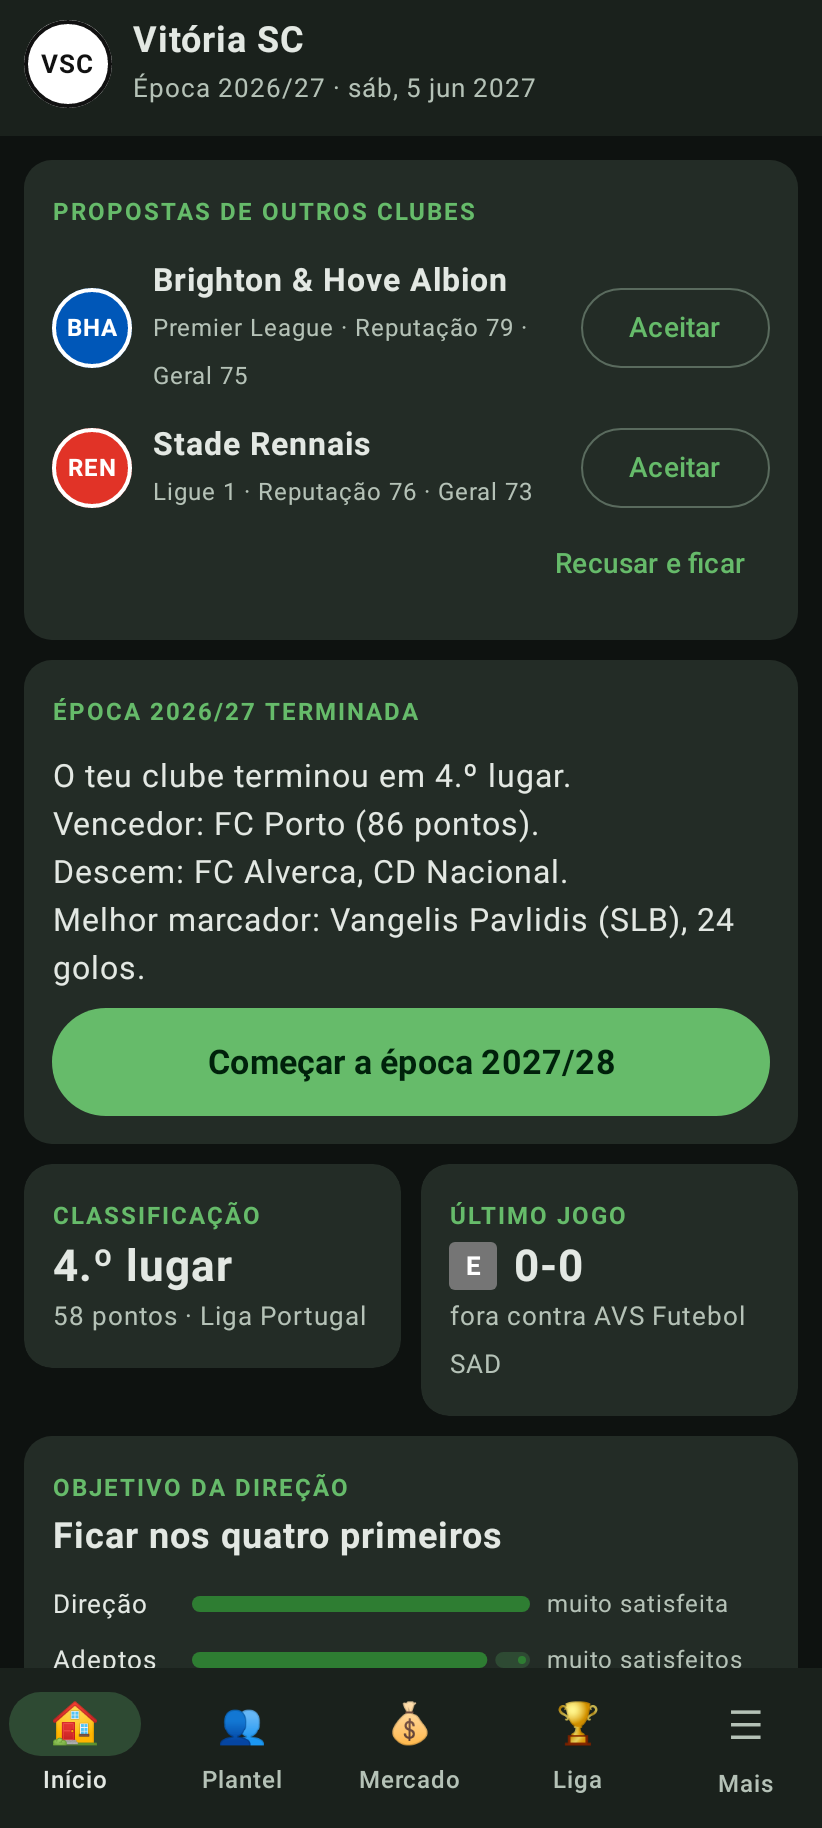 VSC
Vitória SC
Época 2026/27 · sáb, 5 jun 2027
PROPOSTAS DE OUTROS CLUBES
BHA
Brighton & Hove Albion
Premier League · Reputação 79 ·
Geral 75
Aceitar
REN
Stade Rennais
Ligue 1 · Reputação 76 · Geral 73
Aceitar
Recusar e ficar
ÉPOCA 2026/27 TERMINADA
O teu clube terminou em 4.º lugar.
Vencedor: FC Porto (86 pontos).
Descem: FC Alverca, CD Nacional.
Melhor marcador: Vangelis Pavlidis (SLB), 24
golos.
Começar a época 2027/28
CLASSIFICAÇÃO
4.º lugar
58 pontos · Liga Portugal
ÚLTIMO JOGO
E 0-0
fora contra AVS Futebol
SAD
OBJETIVO DA DIREÇÃO
Ficar nos quatro primeiros
Direção muito satisfeita
Adeptos muito satisfeitos
Início
Plantel
Mercado
Liga
Mais